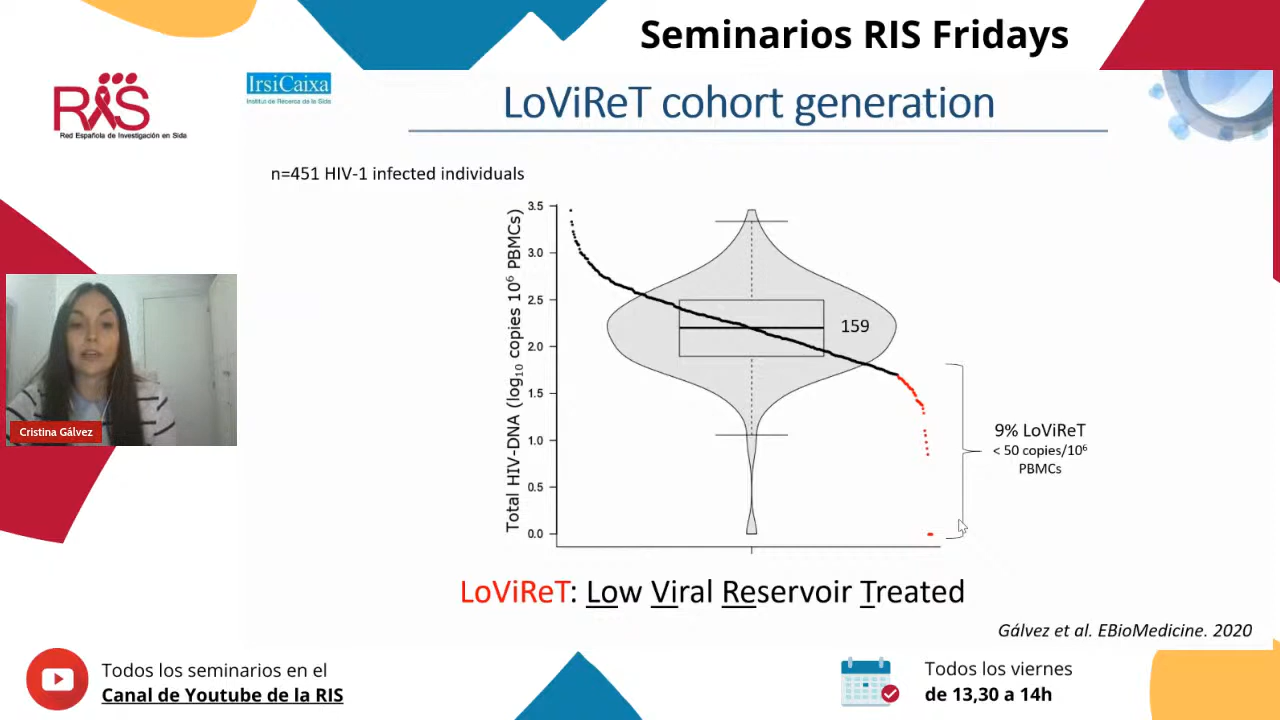 Seminarios RIS Fridays
RIS
Red Española de Investigación en Sida
IrsiCaixa
Institut de Recerca de la Sida
LoViReT cohort generation
n=451 HIV-1 infected individuals
Total HIV-DNA (log10 copies 10⁶ PBMCs)
3.5
3.0
2.5
2.0
1.5
1.0
0.5
0.0
159
9% LoViReT
< 50 copies/10⁶
PBMCs
Cristina Gálvez
LoViReT: Low Viral Reservoir Treated
Gálvez et al. EBioMedicine. 2020
Todos los seminarios en el
Canal de Youtube de la RIS
Todos los viernes
de 13,30 a 14h